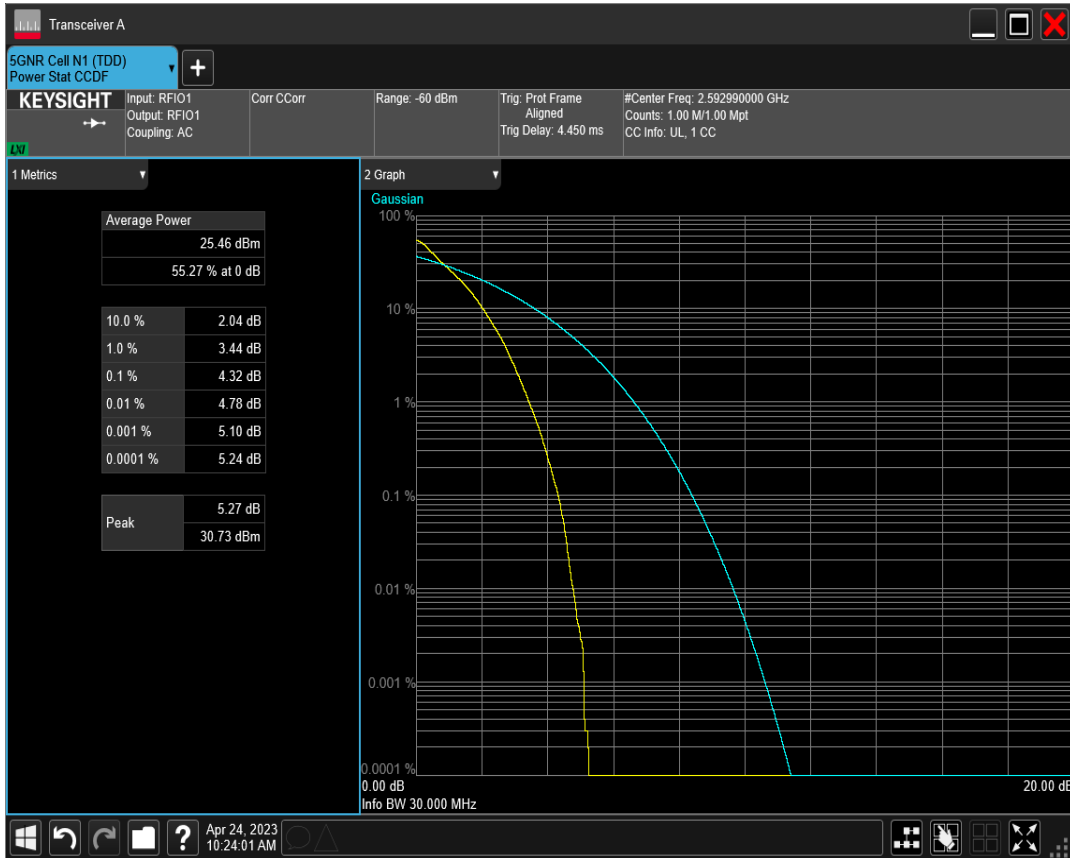 Transceiver A
5GNR Cell N1 (TDD)
Power Stat CCDF
+
KEYSIGHT
LXI
Input: RFIO1
Output: RFIO1
Coupling: AC
Corr CCorr
Range: -60 dBm
Trig: Prot Frame
Aligned
Trig Delay: 4.450 ms
#Center Freq: 2.592990000 GHz
Counts: 1.00 M/1.00 Mpt
CC Info: UL, 1 CC
1 Metrics
Average Power
25.46 dBm
55.27 % at 0 dB
10.0 % 2.04 dB
1.0 % 3.44 dB
0.1 % 4.32 dB
0.01 % 4.78 dB
0.001 % 5.10 dB
0.0001 % 5.24 dB
Peak 5.27 dB
30.73 dBm
2 Graph
Gaussian
100 %
10 %
1 %
0.1 %
0.01 %
0.001 %
0.0001 %
0.00 dB 20.00 dB
Info BW 30.000 MHz
?
Apr 24, 2023
10:24:01 AM